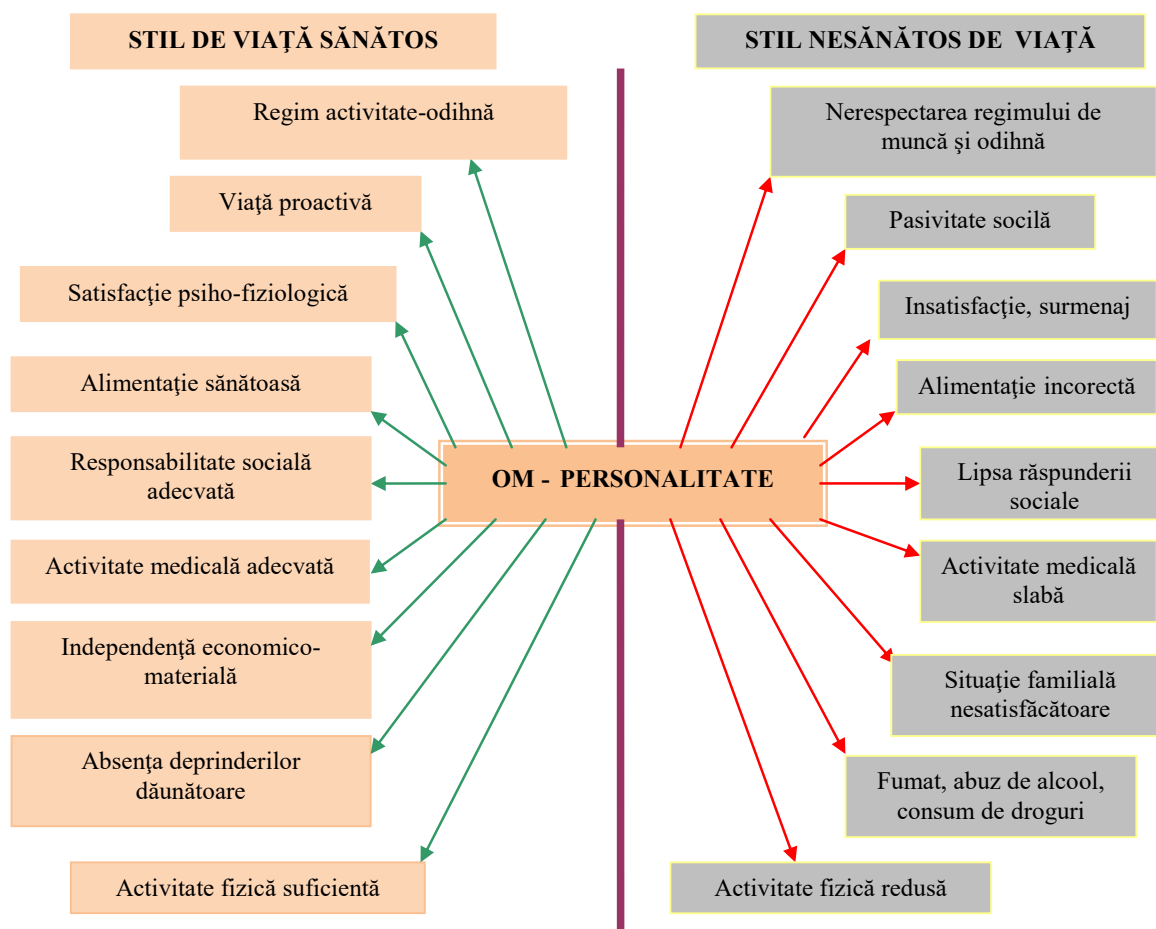 STIL DE VIAŢĂ SĂNĂTOS
Regim activitate-odihnă
Viaţă proactivă
Satisfacţie psiho-fiziologică
Alimentaţie sănătoasă
Responsabilitate socială
adecvată
Activitate medicală adecvată
Independenţă economico-
materială
Absenţa deprinderilor
dăunătoare
Activitate fizică suficientă
OM - PERSONALITATE
STIL NESĂNĂTOS DE VIAŢĂ
Nerespectarea regimului de
muncă şi odihnă
Pasivitate socilă
Insatisfacţie, surmenaj
Alimentaţie incorectă
Lipsa răspunderii
sociale
Activitate medicală
slabă
Situaţie familială
nesatisfăcătoare
Fumat, abuz de alcool,
consum de droguri
Activitate fizică redusă